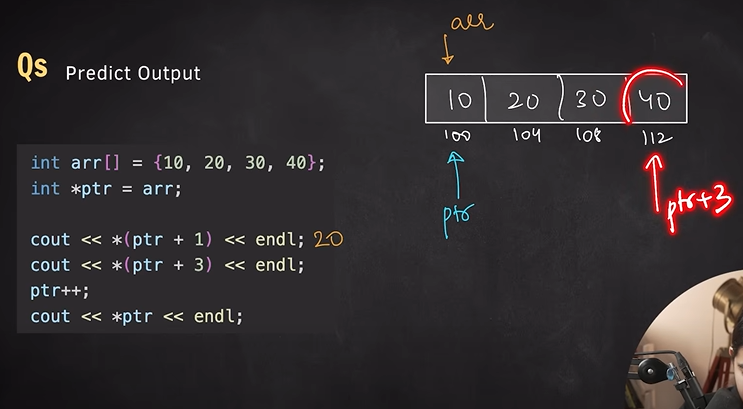 arr
Qs Predict Output
10 20 30 40
100 104 108 112
ptr
ptr+3
int arr[] = {10, 20, 30, 40};
int *ptr = arr;
cout << *(ptr + 1) << endl; 20
cout << *(ptr + 3) << endl;
ptr++;
cout << *ptr << endl;